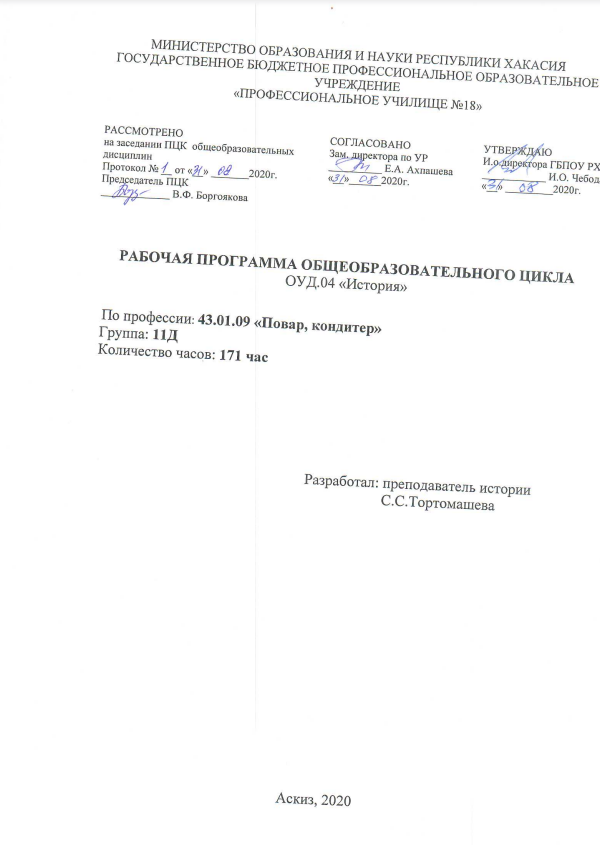 МИНИСТЕРСТВО ОБРАЗОВАНИЯ И НАУКИ РЕСПУБЛИКИ ХАКАСИЯ
ГОСУДАРСТВЕННОЕ БЮДЖЕТНОЕ ПРОФЕССИОНАЛЬНОЕ ОБРАЗОВАТЕЛЬНОЕ
УЧРЕЖДЕНИЕ
«ПРОФЕССИОНАЛЬНОЕ УЧИЛИЩЕ №18»
РАССМОТРЕНО
на заседании ПЦК общеобразовательных
дисциплин
Протокол № 1 от «31» 08 2020г.
Председатель ПЦК
В.Ф. Боргоякова
СОГЛАСОВАНО
Зам. директора по УР
Е.А. Ахпашева
«31» 08 2020г.
УТВЕРЖДАЮ
И.о.директора ГБПОУ РХ
И.О. Чебода
«31» 08 2020г.
РАБОЧАЯ ПРОГРАММА ОБЩЕОБРАЗОВАТЕЛЬНОГО ЦИКЛА
ОУД.04 «История»
По профессии: 43.01.09 «Повар, кондитер»
Группа: 11Д
Количество часов: 171 час
Разработал: преподаватель истории
С.С.Тортомашева
Аскиз, 2020